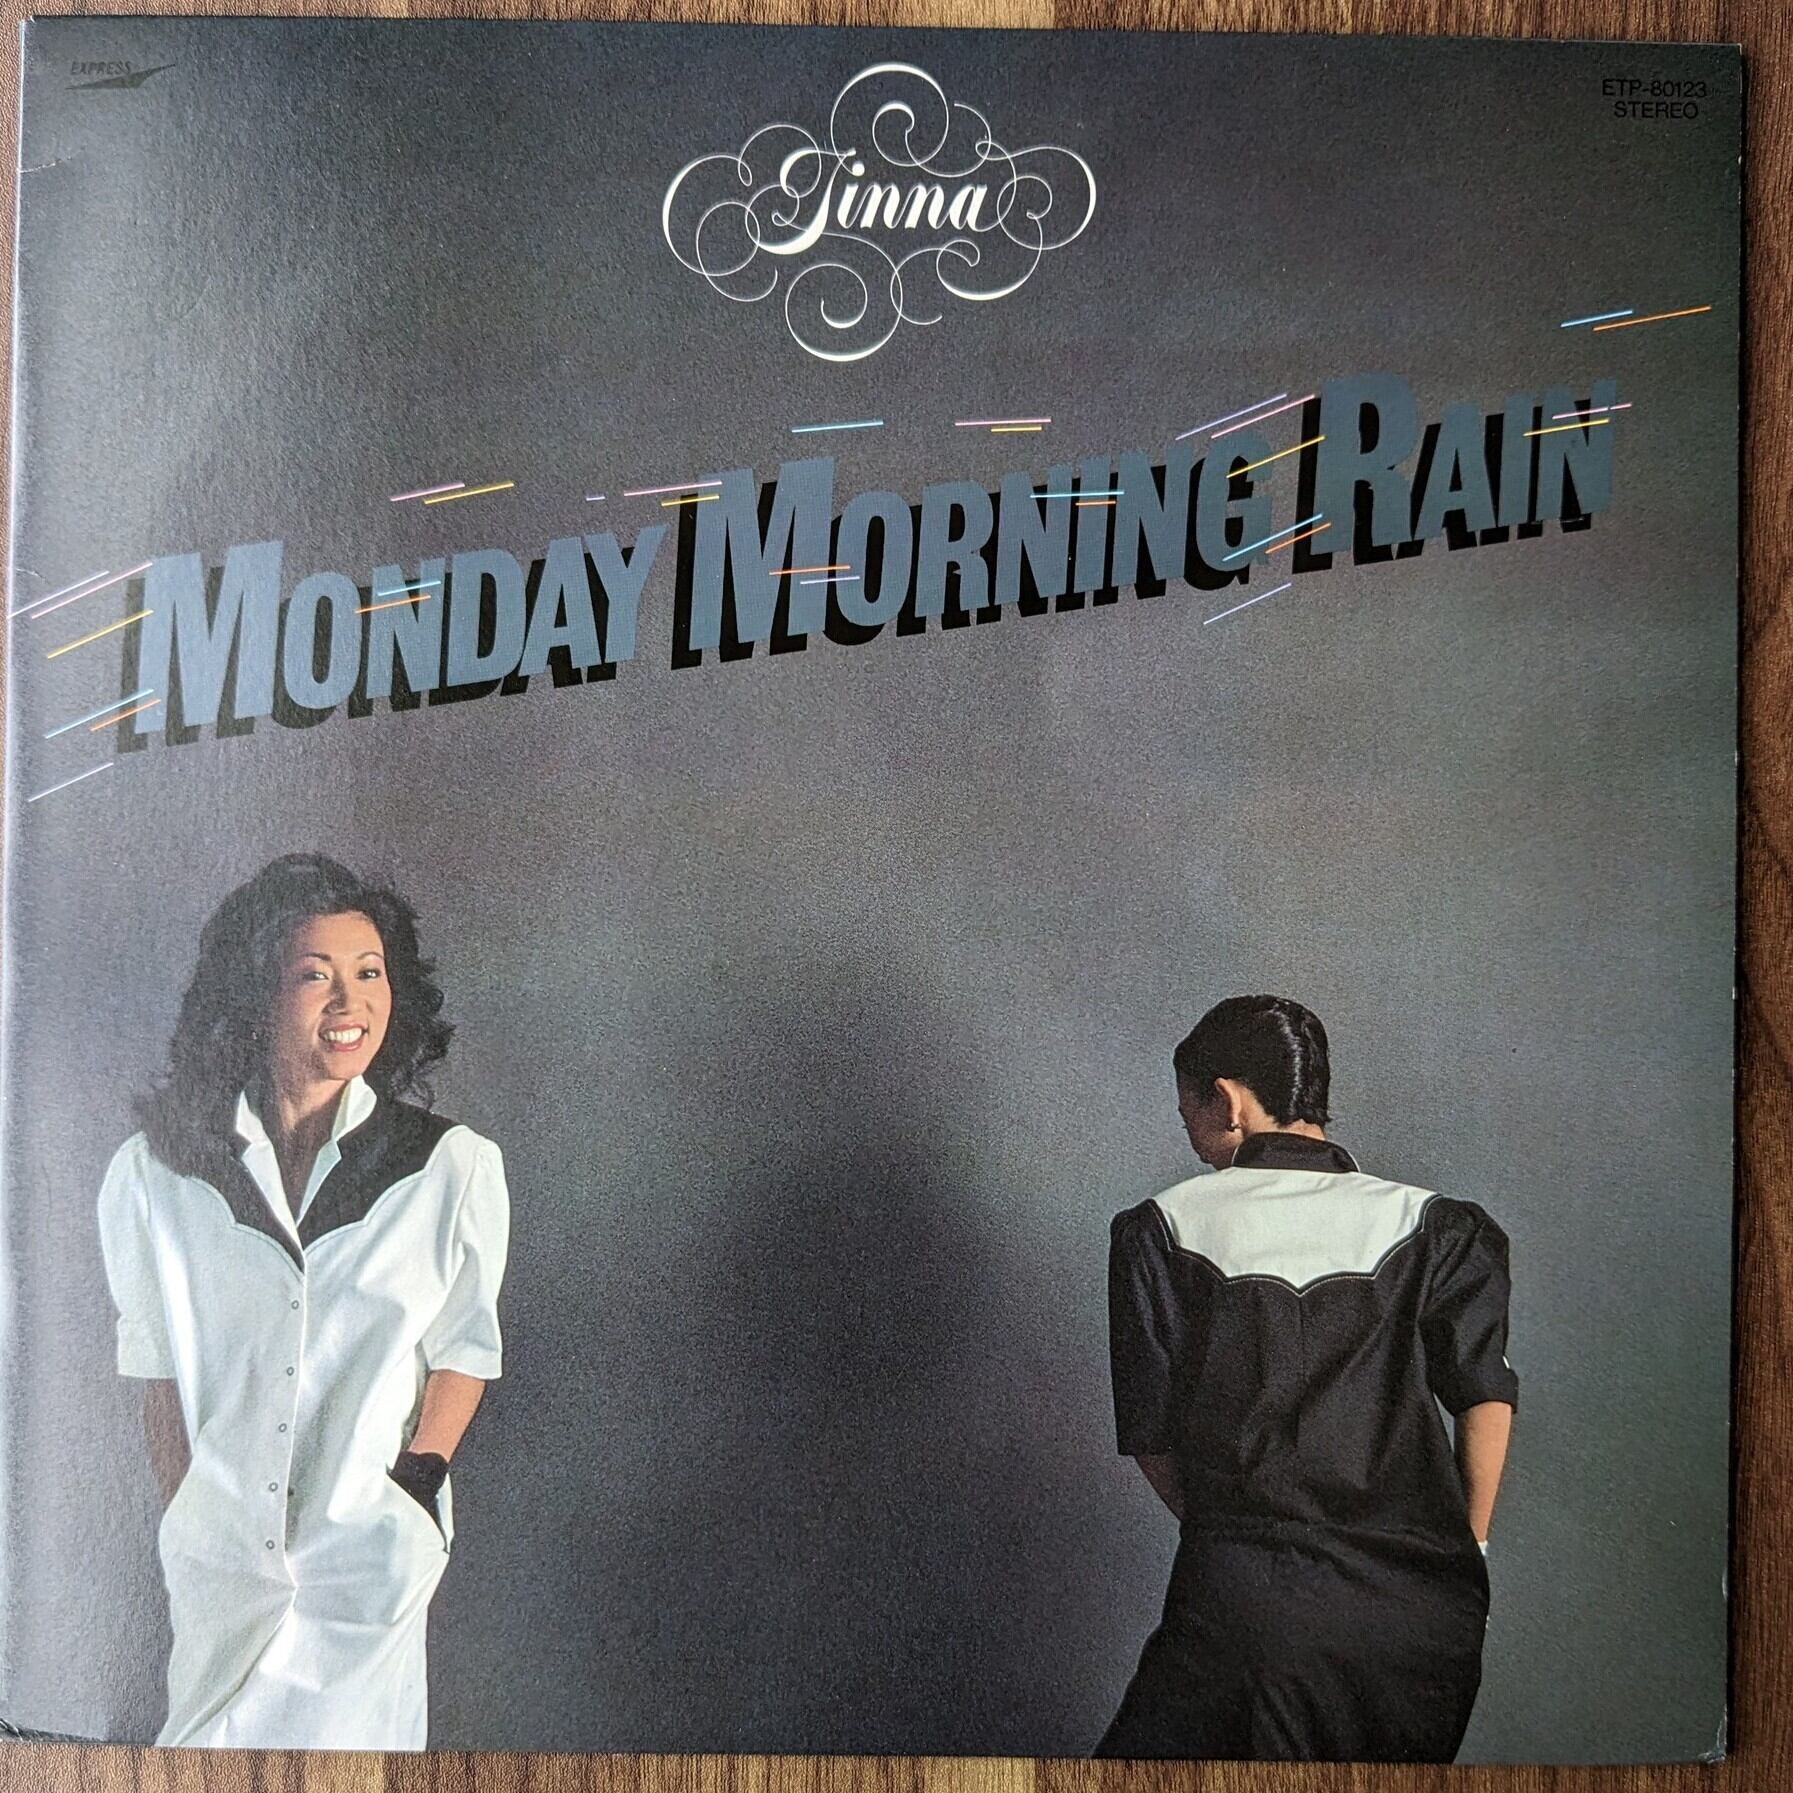 EXPRESS
ETP-80123
STEREO
Tinna
MONDAY MORNING RAIN